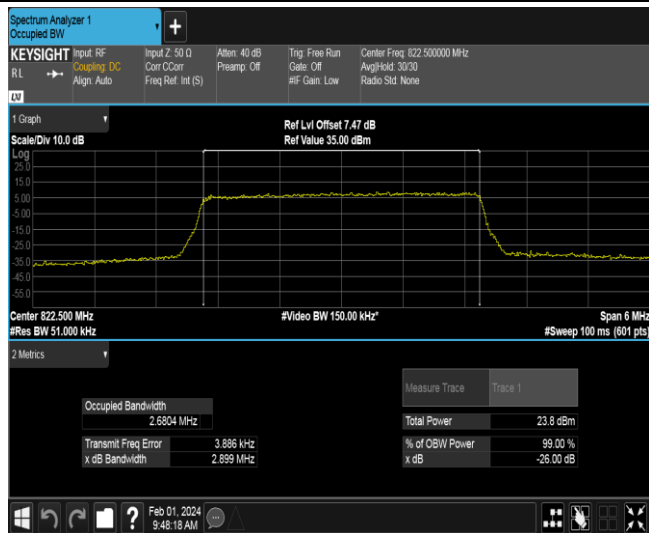 Spectrum Analyzer 1
Occupied BW
+
KEYSIGHT Input: RF Input Z: 50 Ω Atten: 40 dB Trig: Free Run Center Freq: 822.500000 MHz
RL Coupling: DC Corr CCorr Preamp: Off Gate: Off Avg|Hold: 30/30
Align: Auto Freq Ref: Int (S) #IF Gain: Low Radio Std: None
LXI
1 Graph
Ref Lvl Offset 7.47 dB
Scale/Div 10.0 dB Ref Value 35.00 dBm
Log
25.0
15.0
5.00
-5.00
-15.0
-25.0
-35.0
-45.0
-55.0
Center 822.500 MHz #Video BW 150.00 kHz* Span 6 MHz
#Res BW 51.000 kHz #Sweep 100 ms (601 pts)
2 Metrics
Measure Trace Trace 1
Occupied Bandwidth
2.6804 MHz
Total Power 23.8 dBm
Transmit Freq Error 3.886 kHz % of OBW Power 99.00 %
x dB Bandwidth 2.899 MHz x dB -26.00 dB
? Feb 01, 2024
9:48:18 AM